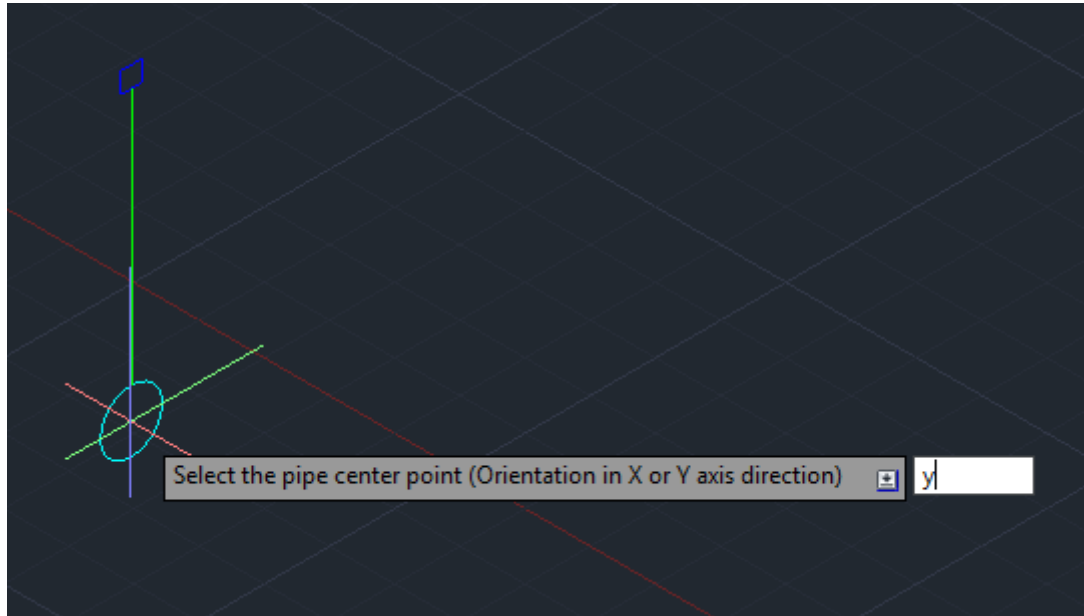 Select the pipe center point (Orientation in X or Y axis direction) y